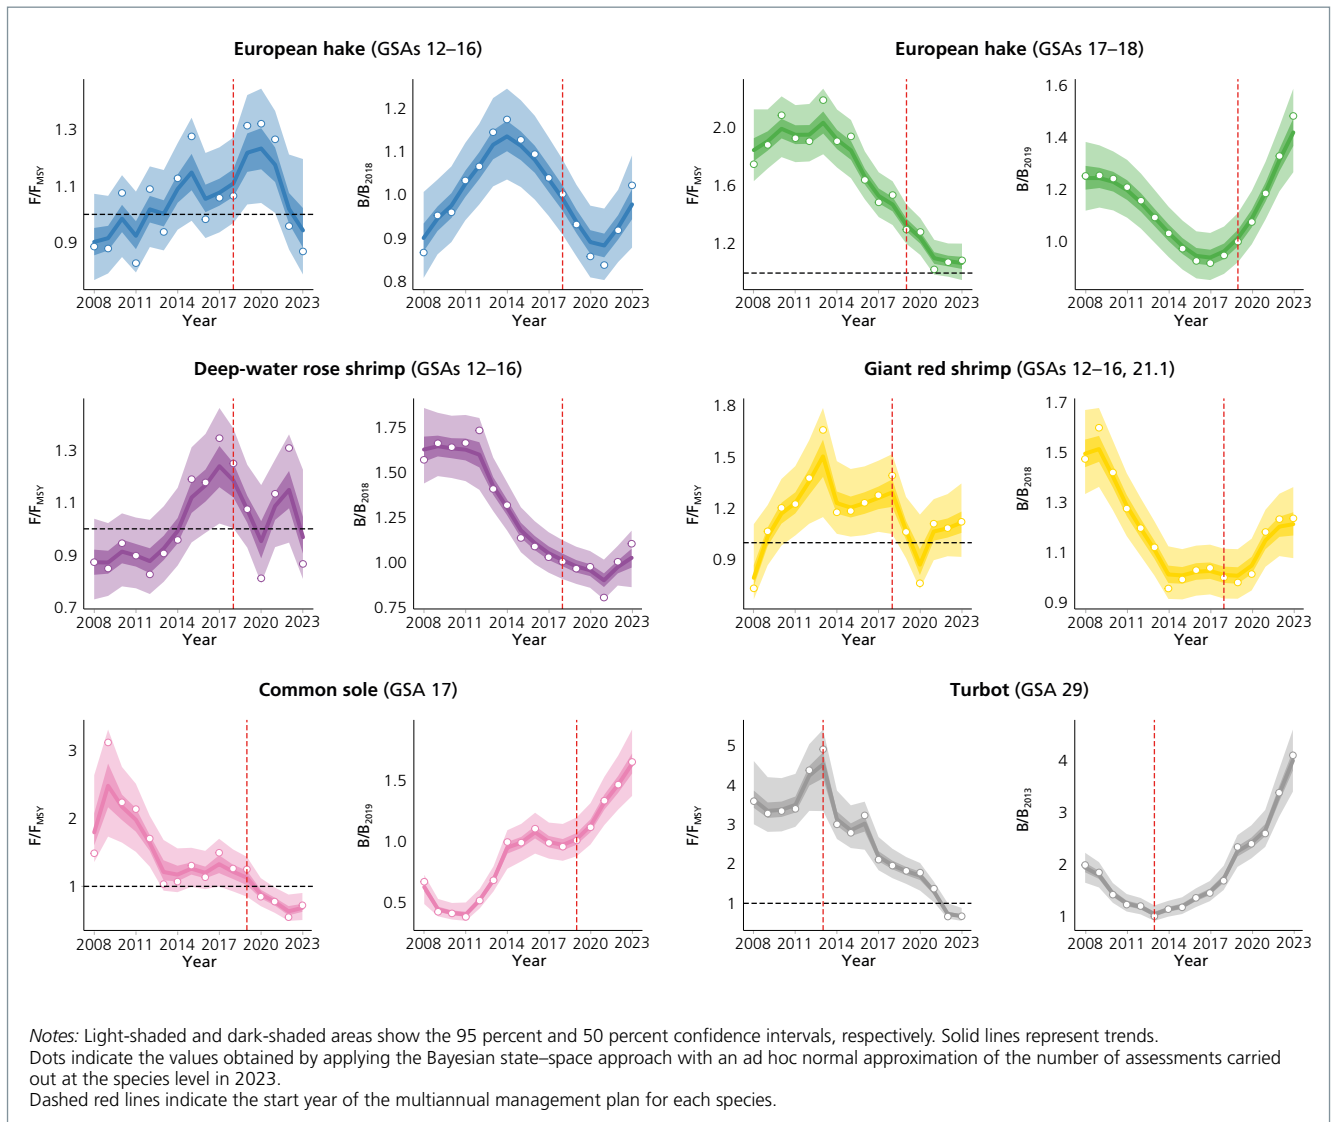 European hake (GSAs 12–16)
European hake (GSAs 17–18)
F/FMSY
1.3
1.1
0.9
2008 2011 2014 2017 2020 2023
Year
B/B2018
1.2
1.1
1.0
0.9
0.8
2008 2011 2014 2017 2020 2023
Year
F/FMSY
2.0
1.6
1.2
2008 2011 2014 2017 2020 2023
Year
B/B2019
1.6
1.4
1.2
1.0
2008 2011 2014 2017 2020 2023
Year
Deep-water rose shrimp (GSAs 12–16)
Giant red shrimp (GSAs 12–16, 21.1)
F/FMSY
1.3
1.1
0.9
0.7
2008 2011 2014 2017 2020 2023
Year
B/B2018
1.75
1.50
1.25
1.00
0.75
2008 2011 2014 2017 2020 2023
Year
F/FMSY
1.8
1.5
1.2
0.9
2008 2011 2014 2017 2020 2023
Year
B/B2018
1.7
1.5
1.3
1.1
0.9
2008 2011 2014 2017 2020 2023
Year
Common sole (GSA 17)
Turbot (GSA 29)
F/FMSY
3
2
1
2008 2011 2014 2017 2020 2023
Year
B/B2019
1.5
1.0
0.5
2008 2011 2014 2017 2020 2023
Year
F/FMSY
5
4
3
2
1
2008 2011 2014 2017 2020 2023
Year
B/B2013
4
3
2
1
2008 2011 2014 2017 2020 2023
Year
Notes: Light-shaded and dark-shaded areas show the 95 percent and 50 percent confidence intervals, respectively. Solid lines represent trends.
Dots indicate the values obtained by applying the Bayesian state–space approach with an ad hoc normal approximation of the number of assessments carried
out at the species level in 2023.
Dashed red lines indicate the start year of the multiannual management plan for each species.